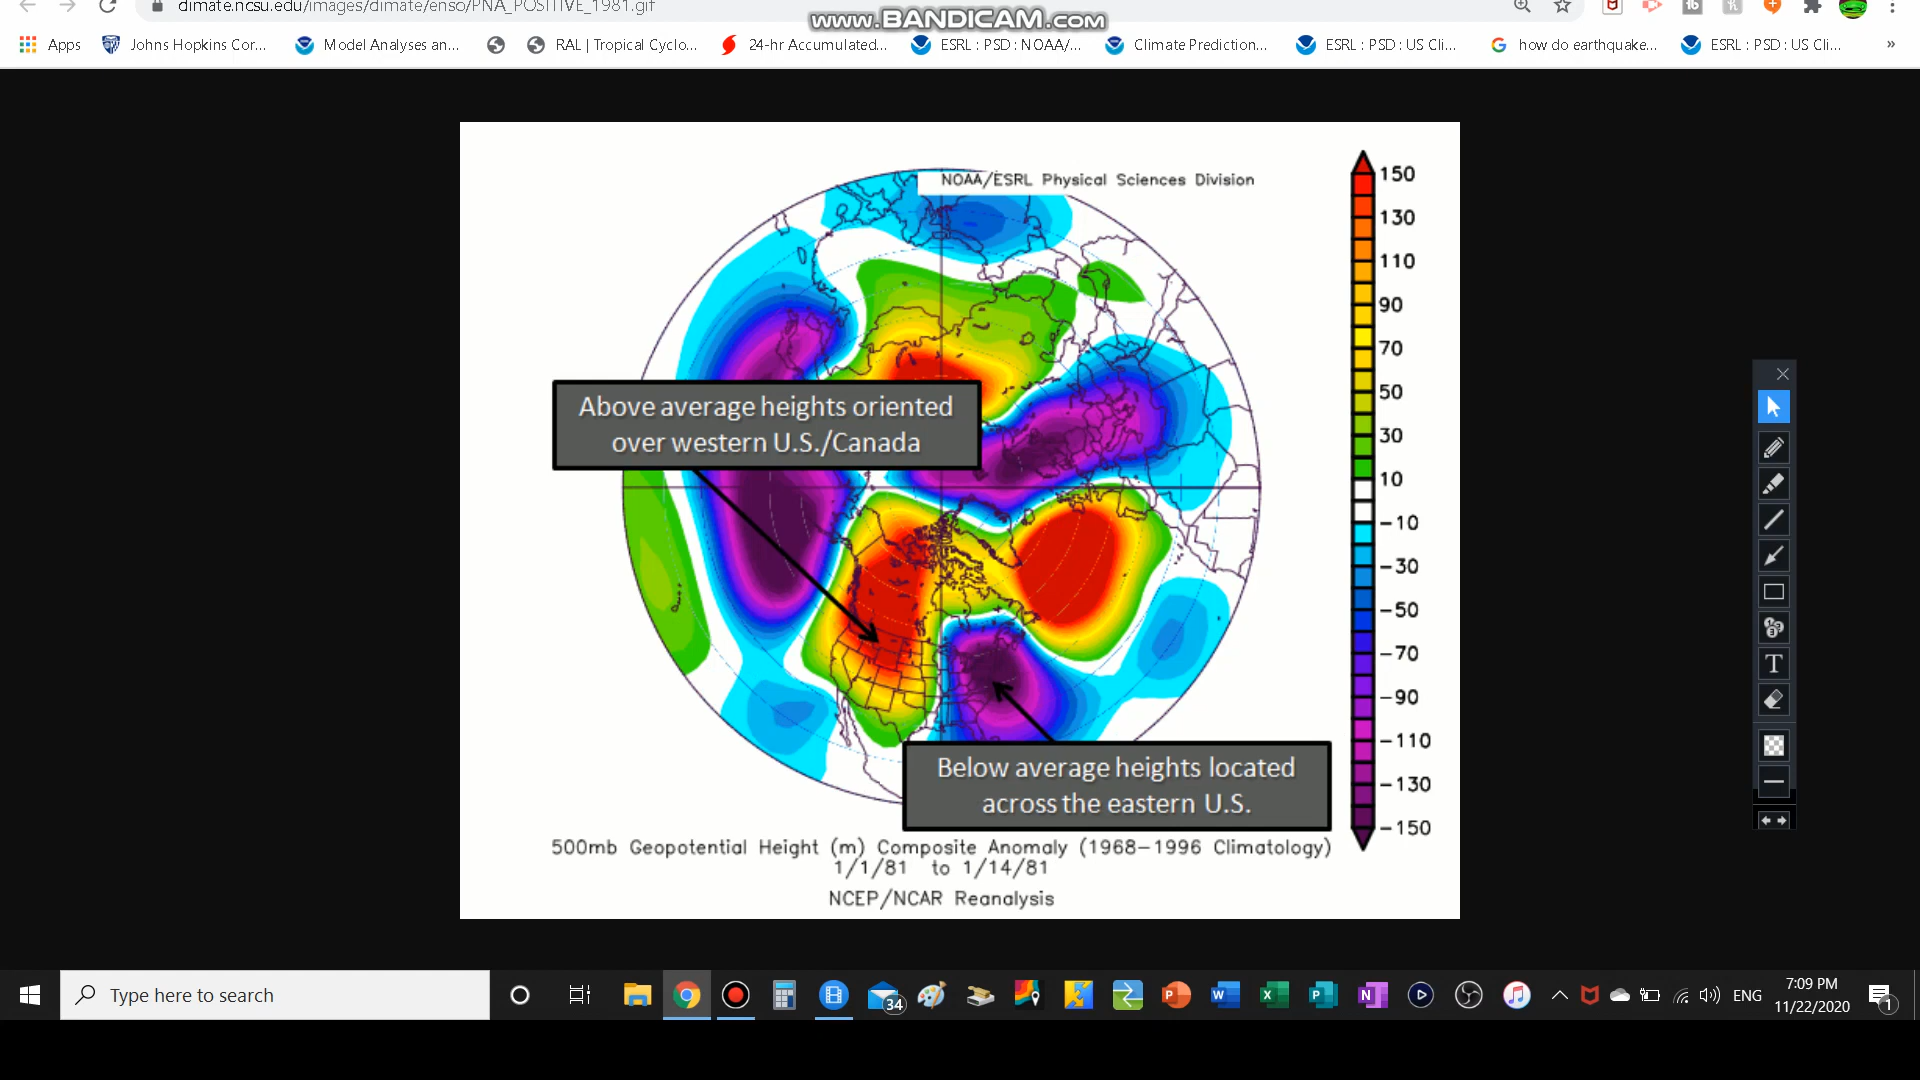 climate.ncsu.edu/images/climate/enso/PNA_POSITIVE_1981.gif
www.BANDICAM.com
Apps
Johns Hopkins Cor...
Model Analyses an...
RAL | Tropical Cyclo...
24-hr Accumulated...
ESRL : PSD : NOAA/...
Climate Prediction...
ESRL : PSD : US Cli...
how do earthquake...
ESRL : PSD : US Cli...
»
NOAA/ESRL Physical Sciences Division
150
130
110
90
70
50
30
10
-10
-30
-50
-70
-90
-110
-130
-150
Above average heights oriented
over western U.S./Canada
Below average heights located
across the eastern U.S.
500mb Geopotential Height (m) Composite Anomaly (1968-1996 Climatology)
1/1/81 to 1/14/81
NCEP/NCAR Reanalysis
T
Type here to search
34
ENG
7:09 PM
11/22/2020
1